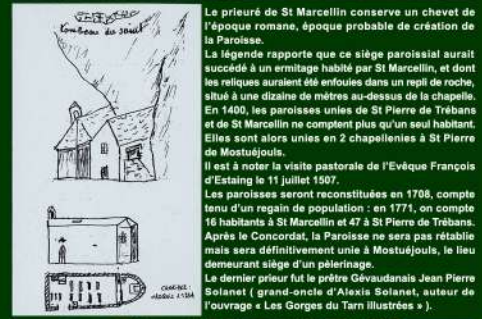 Tombeau du saint
Le prieuré de St Marcellin conserve un chevet de
l'époque romane, époque probable de création de
la Paroisse.
La légende rapporte que ce siège paroissial aurait
succédé à un ermitage habité par St Marcellin, et dont
les reliques auraient été enfouies dans un repli de roche,
situé à une dizaine de mètres au-dessus de la chapelle.
En 1400, les paroisses unies de St Pierre de Trébans
et de St Marcellin ne comptent plus qu'un seul habitant.
Elles sont alors unies en 2 chapellenies à St Pierre
de Mostuéjouls.
Il est à noter la visite pastorale de l'Evêque François
d'Estaing le 11 juillet 1507.
Les paroisses seront reconstituées en 1708, compte
tenu d'un regain de population : en 1771, on compte
16 habitants à St Marcellin et 47 à St Pierre de Trébans.
Après le Concordat, la Paroisse ne sera pas rétablie
mais sera définitivement unie à Mostuéjouls, le lieu
demeurant siège d'un pèlerinage.
Le dernier prieur fut le prêtre Gévaudanais Jean Pierre
Solanet ( grand-oncle d'Alexis Solanet, auteur de
l'ouvrage « Les Gorges du Tarn illustrées » ).